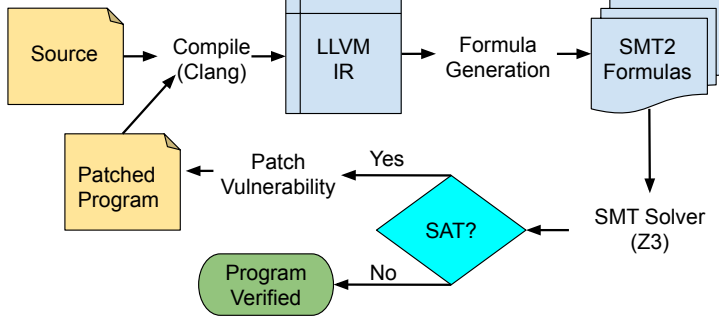 Source
Compile
(Clang)
LLVM
IR
Formula
Generation
SMT2
Formulas
Patched
Program
Patch
Vulnerability
Yes
SAT?
SMT Solver
(Z3)
No
Program
Verified